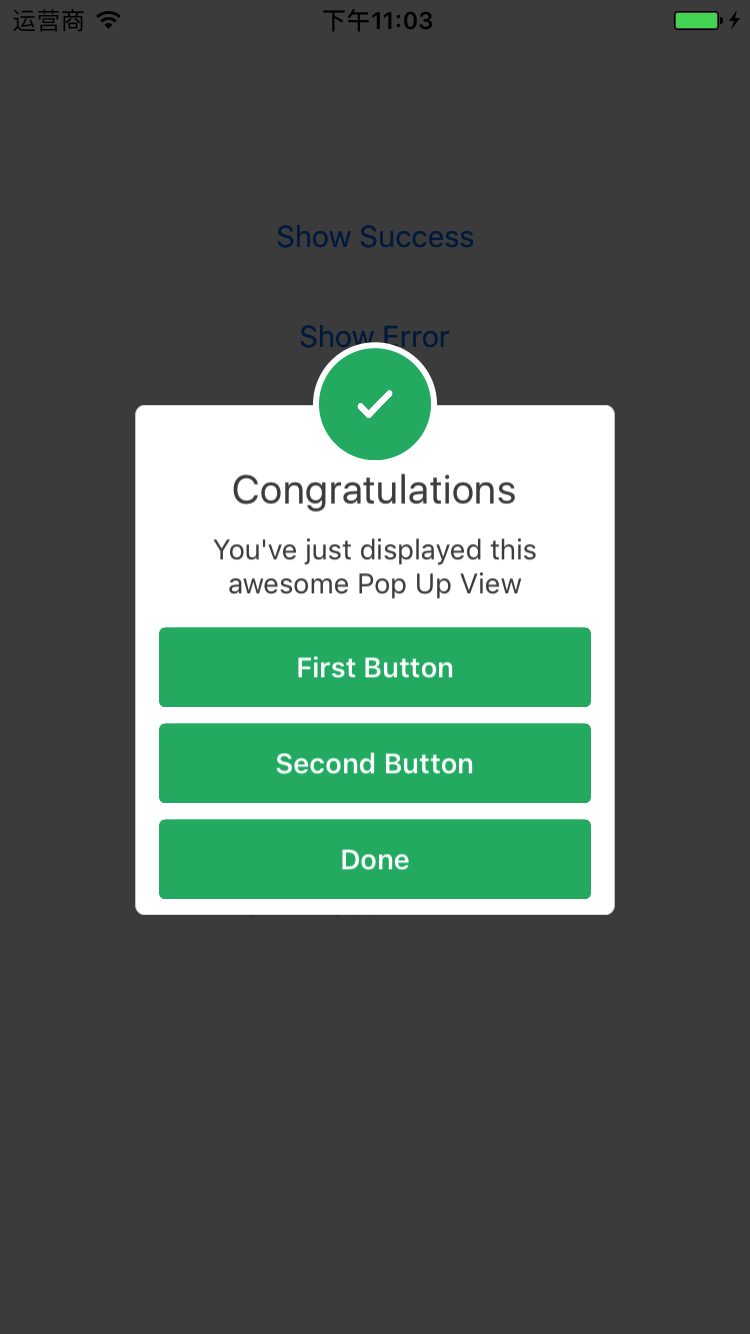 运营商 下午11:03
Show Success
Show Error
Congratulations
You've just displayed this
awesome Pop Up View
First Button
Second Button
Done